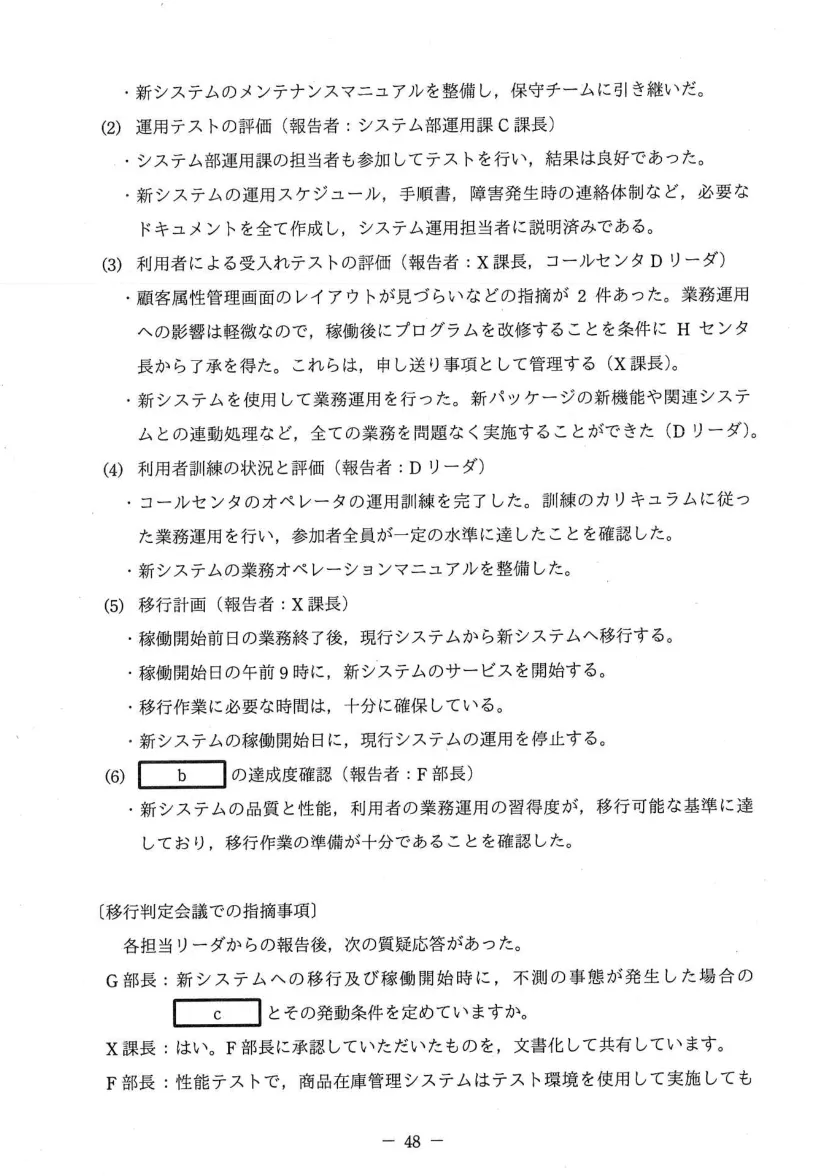 ・新システムのメンテナンスマニュアルを整備し，保守チームに引き継いだ。
(2) 運用テストの評価（報告者：システム部運用課C課長）
・システム部運用課の担当者も参加してテストを行い，結果は良好であった。
・新システムの運用スケジュール，手順書，障害発生時の連絡体制など，必要な
ドキュメントを全て作成し，システム運用担当者に説明済みである。
(3) 利用者による受入れテストの評価（報告者：X課長，コールセンタDリーダ）
・顧客属性管理画面のレイアウトが見づらいなどの指摘が 2 件あった。業務運用
への影響は軽微なので，稼働後にプログラムを改修することを条件に H センタ
長から了承を得た。これらは，申し送り事項として管理する（X課長）。
・新システムを使用して業務運用を行った。新パッケージの新機能や関連システ
ムとの連動処理など，全ての業務を問題なく実施することができた（Dリーダ）。
(4) 利用者訓練の状況と評価（報告者：Dリーダ）
・コールセンタのオペレータの運用訓練を完了した。訓練のカリキュラムに従っ
た業務運用を行い，参加者全員が一定の水準に達したことを確認した。
・新システムの業務オペレーションマニュアルを整備した。
(5) 移行計画（報告者：X課長）
・稼働開始前日の業務終了後，現行システムから新システムへ移行する。
・稼働開始日の午前9時に，新システムのサービスを開始する。
・移行作業に必要な時間は，十分に確保している。
・新システムの稼働開始日に，現行システムの運用を停止する。
(6) b の達成度確認（報告者：F部長）
・新システムの品質と性能，利用者の業務運用の習得度が，移行可能な基準に達
しており，移行作業の準備が十分であることを確認した。
〔移行判定会議での指摘事項〕
各担当リーダからの報告後，次の質疑応答があった。
G部長：新システムへの移行及び稼働開始時に，不測の事態が発生した場合の
c とその発動条件を定めていますか。
X課長：はい。F部長に承認していただいたものを，文書化して共有しています。
F部長：性能テストで，商品在庫管理システムはテスト環境を使用して実施しても
－ 48 －